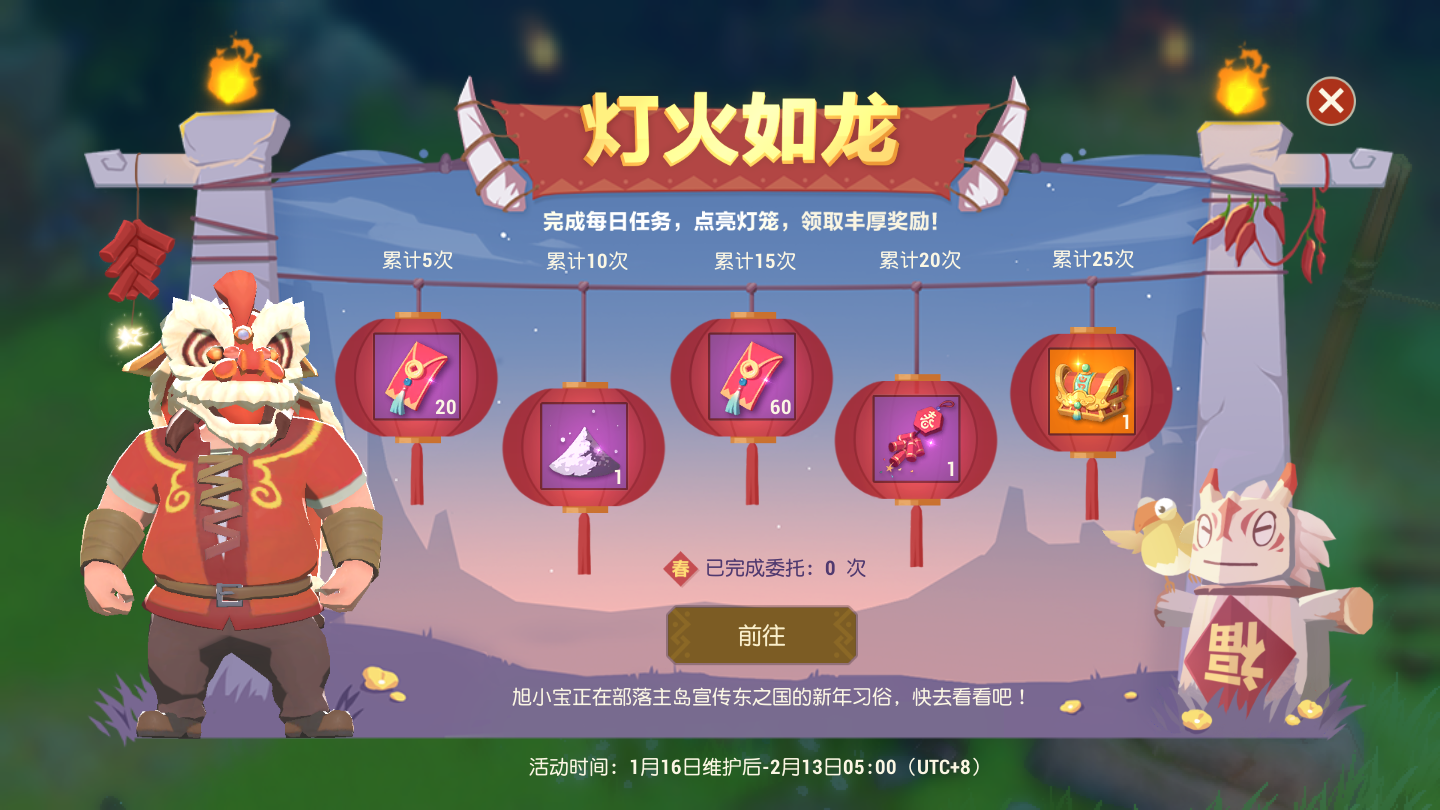 灯火如龙
完成每日任务，点亮灯笼，领取丰厚奖励！
累计5次
累计10次
累计15次
累计20次
累计25次
20
1
60
春
1
1
春 已完成委托：0 次
前往
福
旭小宝正在部落主岛宣传东之国的新年习俗，快去看看吧！
活动时间：1月16日维护后-2月13日05:00（UTC+8）